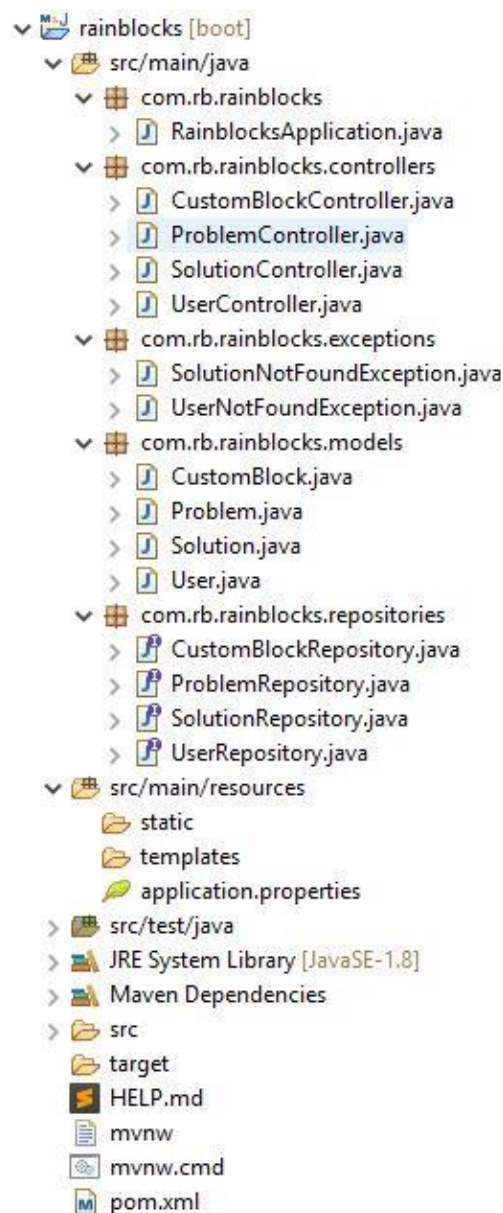 rainblocks [boot]
src/main/java
com.rb.rainblocks
RainblocksApplication.java
com.rb.rainblocks.controllers
CustomBlockController.java
ProblemController.java
SolutionController.java
UserController.java
com.rb.rainblocks.exceptions
SolutionNotFoundException.java
UserNotFoundException.java
com.rb.rainblocks.models
CustomBlock.java
Problem.java
Solution.java
User.java
com.rb.rainblocks.repositories
CustomBlockRepository.java
ProblemRepository.java
SolutionRepository.java
UserRepository.java
src/main/resources
static
templates
application.properties
src/test/java
JRE System Library [JavaSE-1.8]
Maven Dependencies
src
target
HELP.md
mvnw
mvnw.cmd
pom.xml